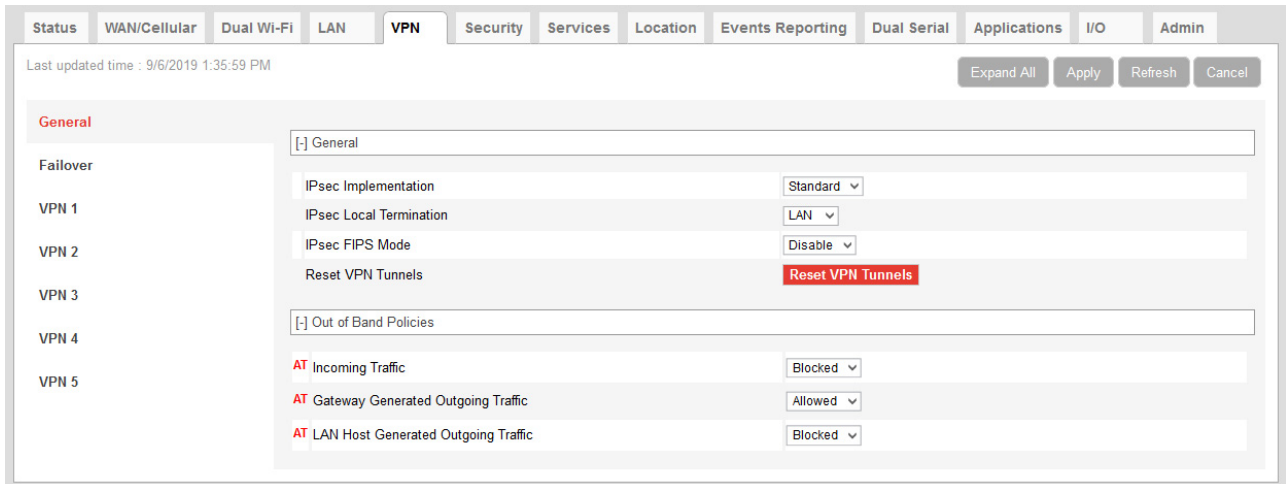 Status WAN/Cellular Dual Wi-Fi LAN VPN Security Services Location Events Reporting Dual Serial Applications I/O Admin
Last updated time : 9/6/2019 1:35:59 PM
Expand All Apply Refresh Cancel
General
Failover
VPN 1
VPN 2
VPN 3
VPN 4
VPN 5
[-] General
IPsec Implementation Standard
IPsec Local Termination LAN
IPsec FIPS Mode Disable
Reset VPN Tunnels Reset VPN Tunnels
[-] Out of Band Policies
AT Incoming Traffic Blocked
AT Gateway Generated Outgoing Traffic Allowed
AT LAN Host Generated Outgoing Traffic Blocked